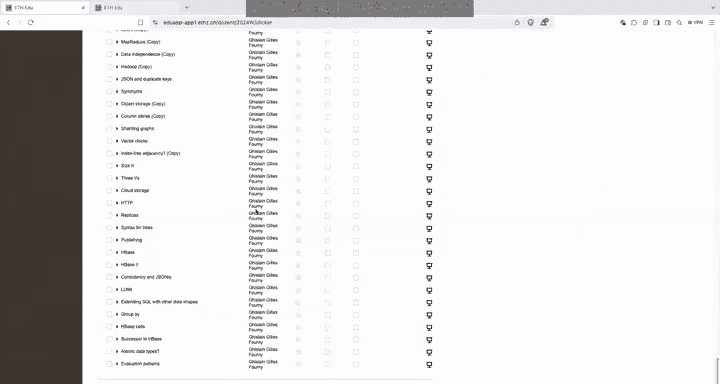 ETH Edu
ETH Edu
eduapp-app1.ethz.ch/dozent/2024W/clicker
VPN
Fourny
MapReduce (Copy) Ghislain Gilles Fourny
Data independence (Copy) Ghislain Gilles Fourny
Hadoop (Copy) Ghislain Gilles Fourny
JSON and duplicate keys Ghislain Gilles Fourny
Synonyms Ghislain Gilles Fourny
Object storage (Copy) Ghislain Gilles Fourny
Column stores (Copy) Ghislain Gilles Fourny
Sharding graphs Ghislain Gilles Fourny
Vector clocks Ghislain Gilles Fourny
Index-free adjacency? (Copy) Ghislain Gilles Fourny
Size it Ghislain Gilles Fourny
Three Vs Ghislain Gilles Fourny
Cloud storage Ghislain Gilles Fourny
HTTP Ghislain Gilles Fourny
Replicas Ghislain Gilles Fourny
Syntax for trees Ghislain Gilles Fourny
Publishing Ghislain Gilles Fourny
HBase Ghislain Gilles Fourny
HBase II Ghislain Gilles Fourny
Consistency and JSONiq Ghislain Gilles Fourny
LLMs Ghislain Gilles Fourny
Extending SQL with other data shapes Ghislain Gilles Fourny
Group by Ghislain Gilles Fourny
HBase cells Ghislain Gilles Fourny
Successor to HBase Ghislain Gilles Fourny
Atomic data types? Ghislain Gilles Fourny
Evaluation patterns Ghislain Gilles Fourny